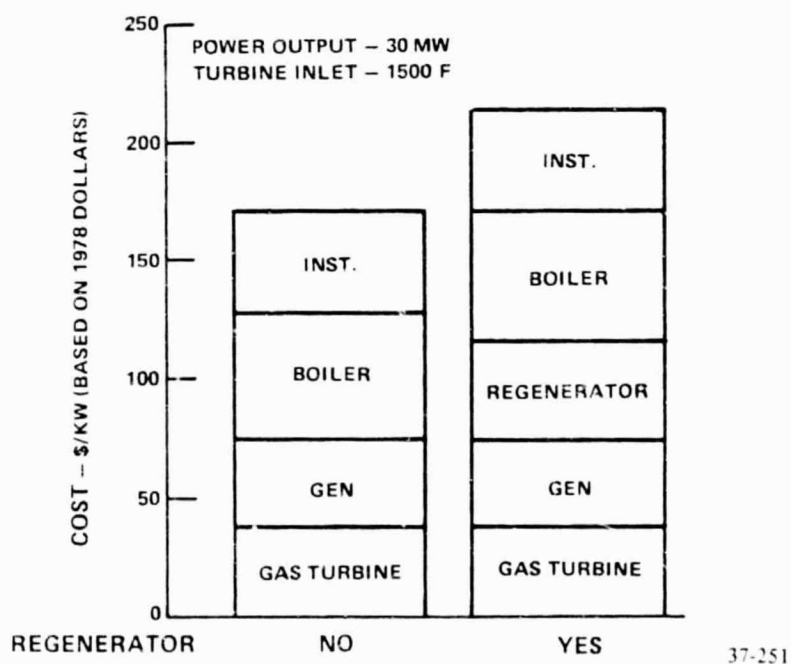 250
POWER OUTPUT – 30 MW
TURBINE INLET – 1500 F
200
150
100
50
0
COST – $/KW (BASED ON 1978 DOLLARS)
INST.
BOILER
GEN
GAS TURBINE
INST.
BOILER
REGENERATOR
GEN
GAS TURBINE
REGENERATOR NO YES
37-251